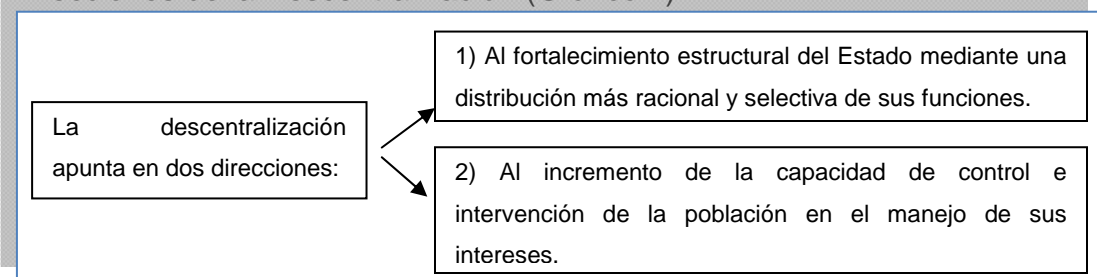 La descentralización
apunta en dos direcciones:
1) Al fortalecimiento estructural del Estado mediante una
distribución más racional y selectiva de sus funciones.
2) Al incremento de la capacidad de control e
intervención de la población en el manejo de sus
intereses.